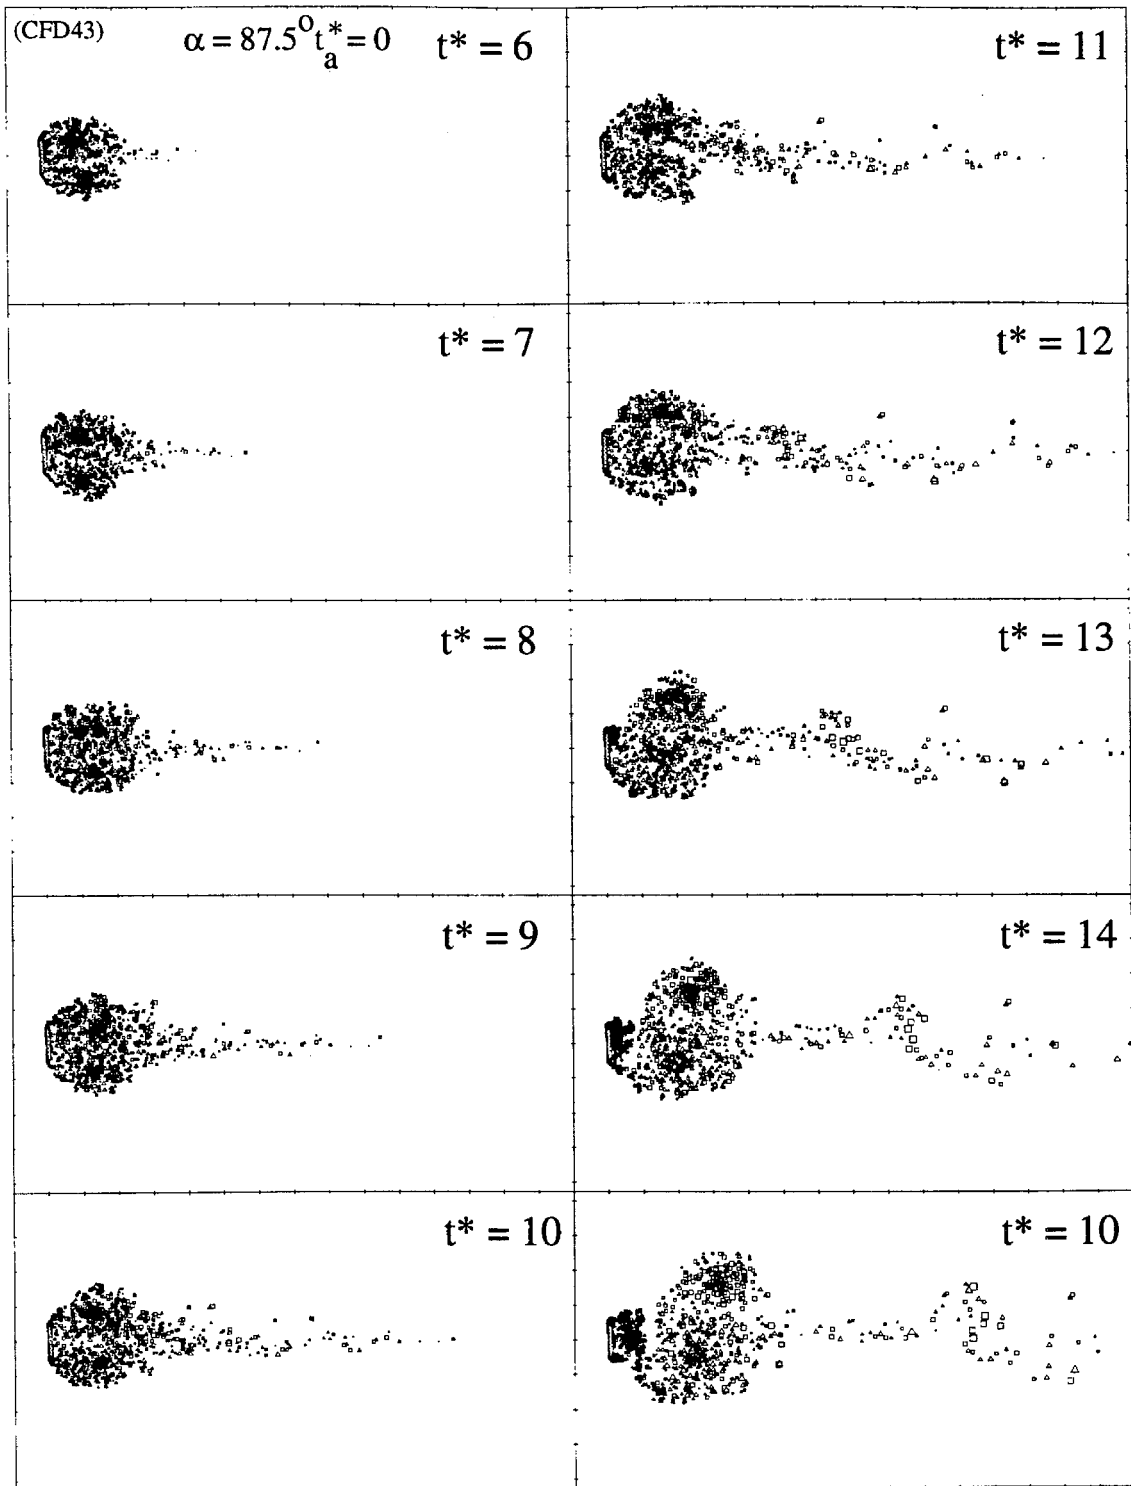 (CFD43)
α = 87.5° t*a = 0
t* = 6
t* = 7
t* = 8
t* = 9
t* = 10
t* = 11
t* = 12
t* = 13
t* = 14
t* = 10